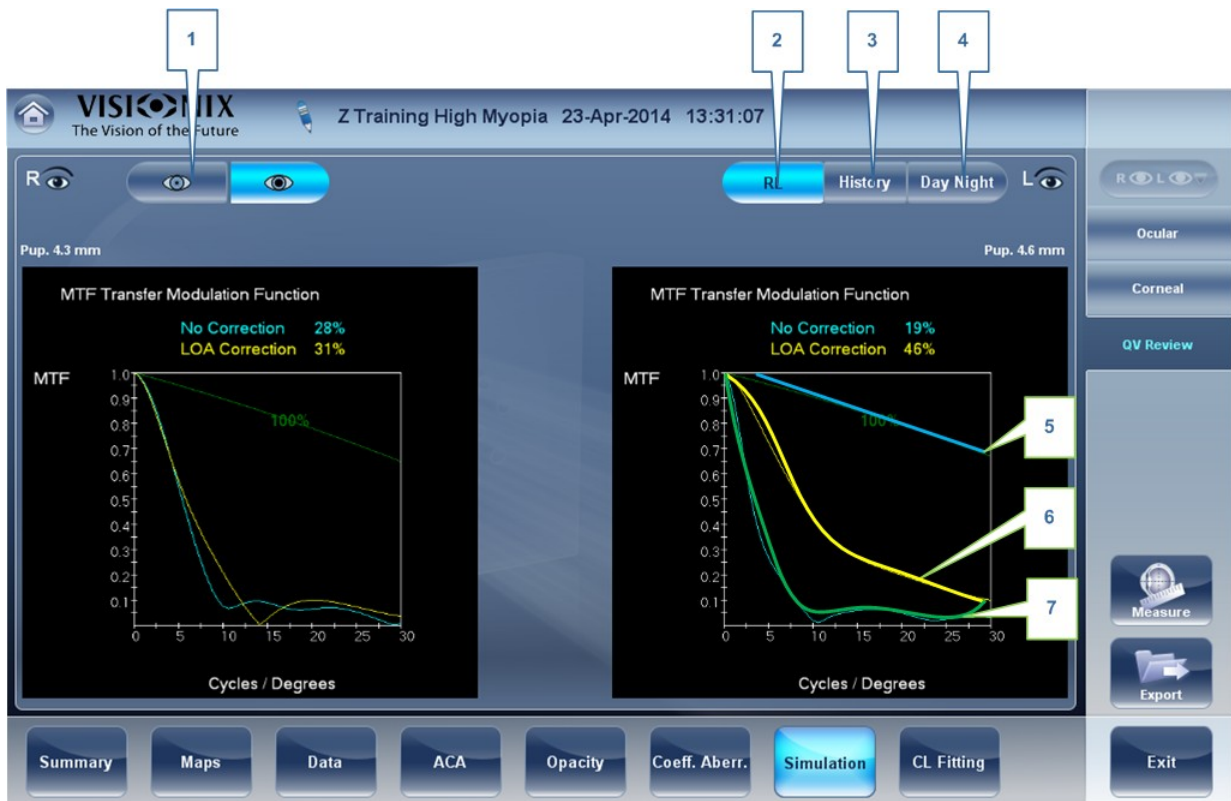 1
2
3
4
VISIONIX
The Vision of the Future
Z Training High Myopia 23-Apr-2014 13:31:07
R
RL
History
Day Night
L
R L
Pup. 4.3 mm
Pup. 4.6 mm
Ocular
Corneal
QV Review
MTF Transfer Modulation Function
No Correction 28%
LOA Correction 31%
MTF
1.0
0.9
100%
0.8
0.7
0.6
0.5
0.4
0.3
0.2
0.1
0 5 10 15 20 25 30
Cycles / Degrees
MTF Transfer Modulation Function
No Correction 19%
LOA Correction 46%
MTF
1.0
0.9
100%
0.8
0.7
0.6
0.5
0.4
0.3
0.2
0.1
0 5 10 15 20 25 30
Cycles / Degrees
5
6
7
Measure
Export
Summary
Maps
Data
ACA
Opacity
Coeff. Aberr.
Simulation
CL Fitting
Exit